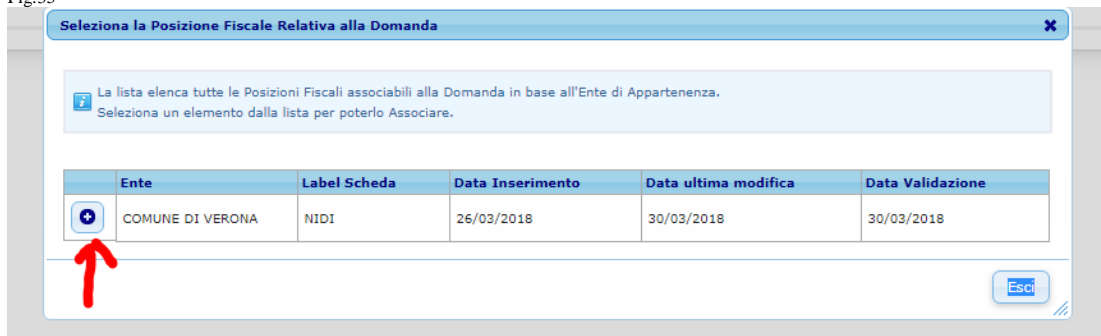 Fig.35
Seleziona la Posizione Fiscale Relativa alla Domanda
La lista elenca tutte le Posizioni Fiscali associabili alla Domanda in base all'Ente di Appartenenza.
Seleziona un elemento dalla lista per poterlo Associare.
Ente Label Scheda Data Inserimento Data ultima modifica Data Validazione
COMUNE DI VERONA NIDI 26/03/2018 30/03/2018 30/03/2018
Esci